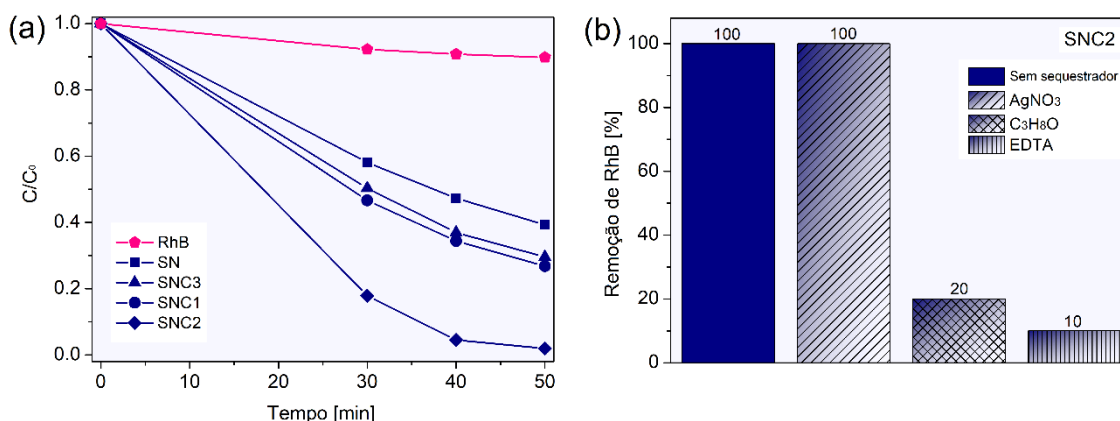 (a)
1.0
0.8
0.6
0.4
0.2
0.0
C/C₀
RhB
SN
SNC3
SNC1
SNC2
0
10
20
30
40
50
Tempo [min]
(b)
SNC2
100
80
60
40
20
0
Remoção de RhB [%]
100
100
20
10
Sem sequestrador
AgNO₃
C₃H₈O
EDTA